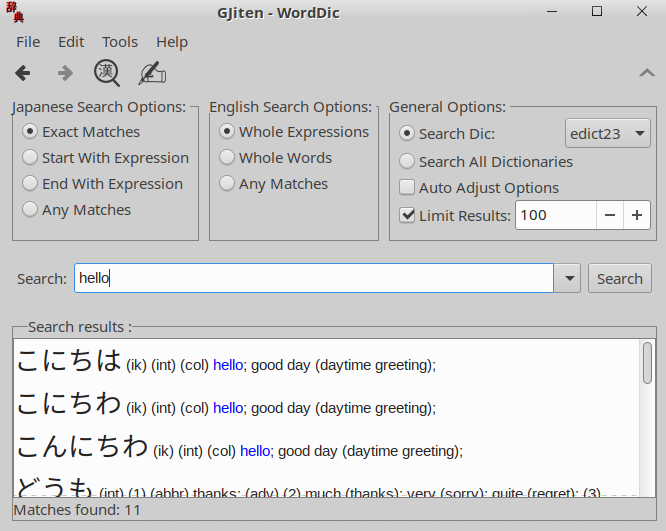 辞典
GJiten - WordDic
File Edit Tools Help
漢
Japanese Search Options: English Search Options: General Options:
Exact Matches Whole Expressions Search Dic: edict23
Start With Expression Whole Words Search All Dictionaries
End With Expression Any Matches Auto Adjust Options
Any Matches Limit Results: 100
Search: hello Search
Search results :
こにちは (ik) (int) (col) hello; good day (daytime greeting);
こにちわ (ik) (int) (col) hello; good day (daytime greeting);
こんにちわ (ik) (int) (col) hello; good day (daytime greeting);
どうも (int) (1) (abbr) thanks; (adv) (2) much (thanks); very (sorry); quite (regret); (3)
Matches found: 11